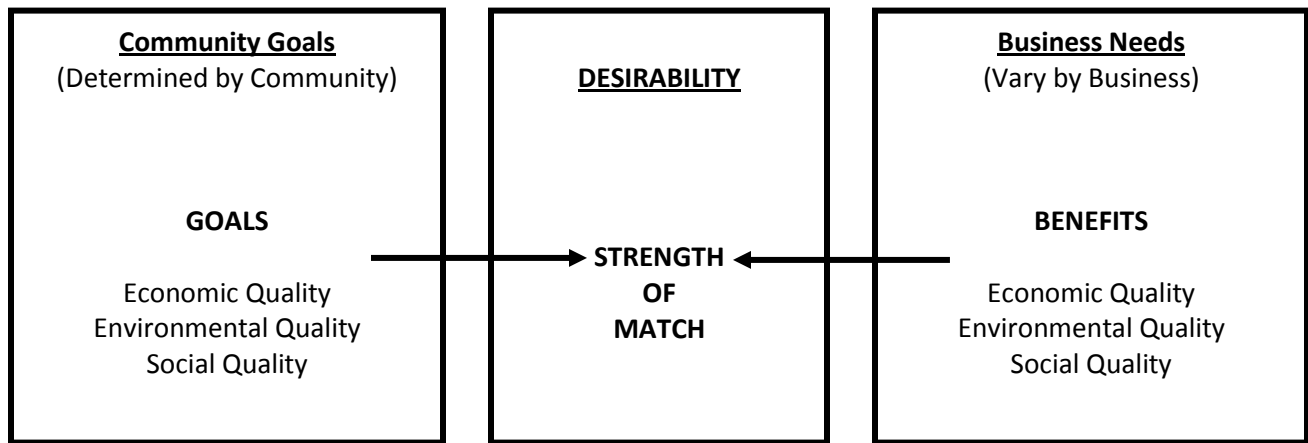 Community Goals
(Determined by Community)
GOALS
Economic Quality
Environmental Quality
Social Quality
DESIRABILITY
STRENGTH
OF
MATCH
Business Needs
(Vary by Business)
BENEFITS
Economic Quality
Environmental Quality
Social Quality